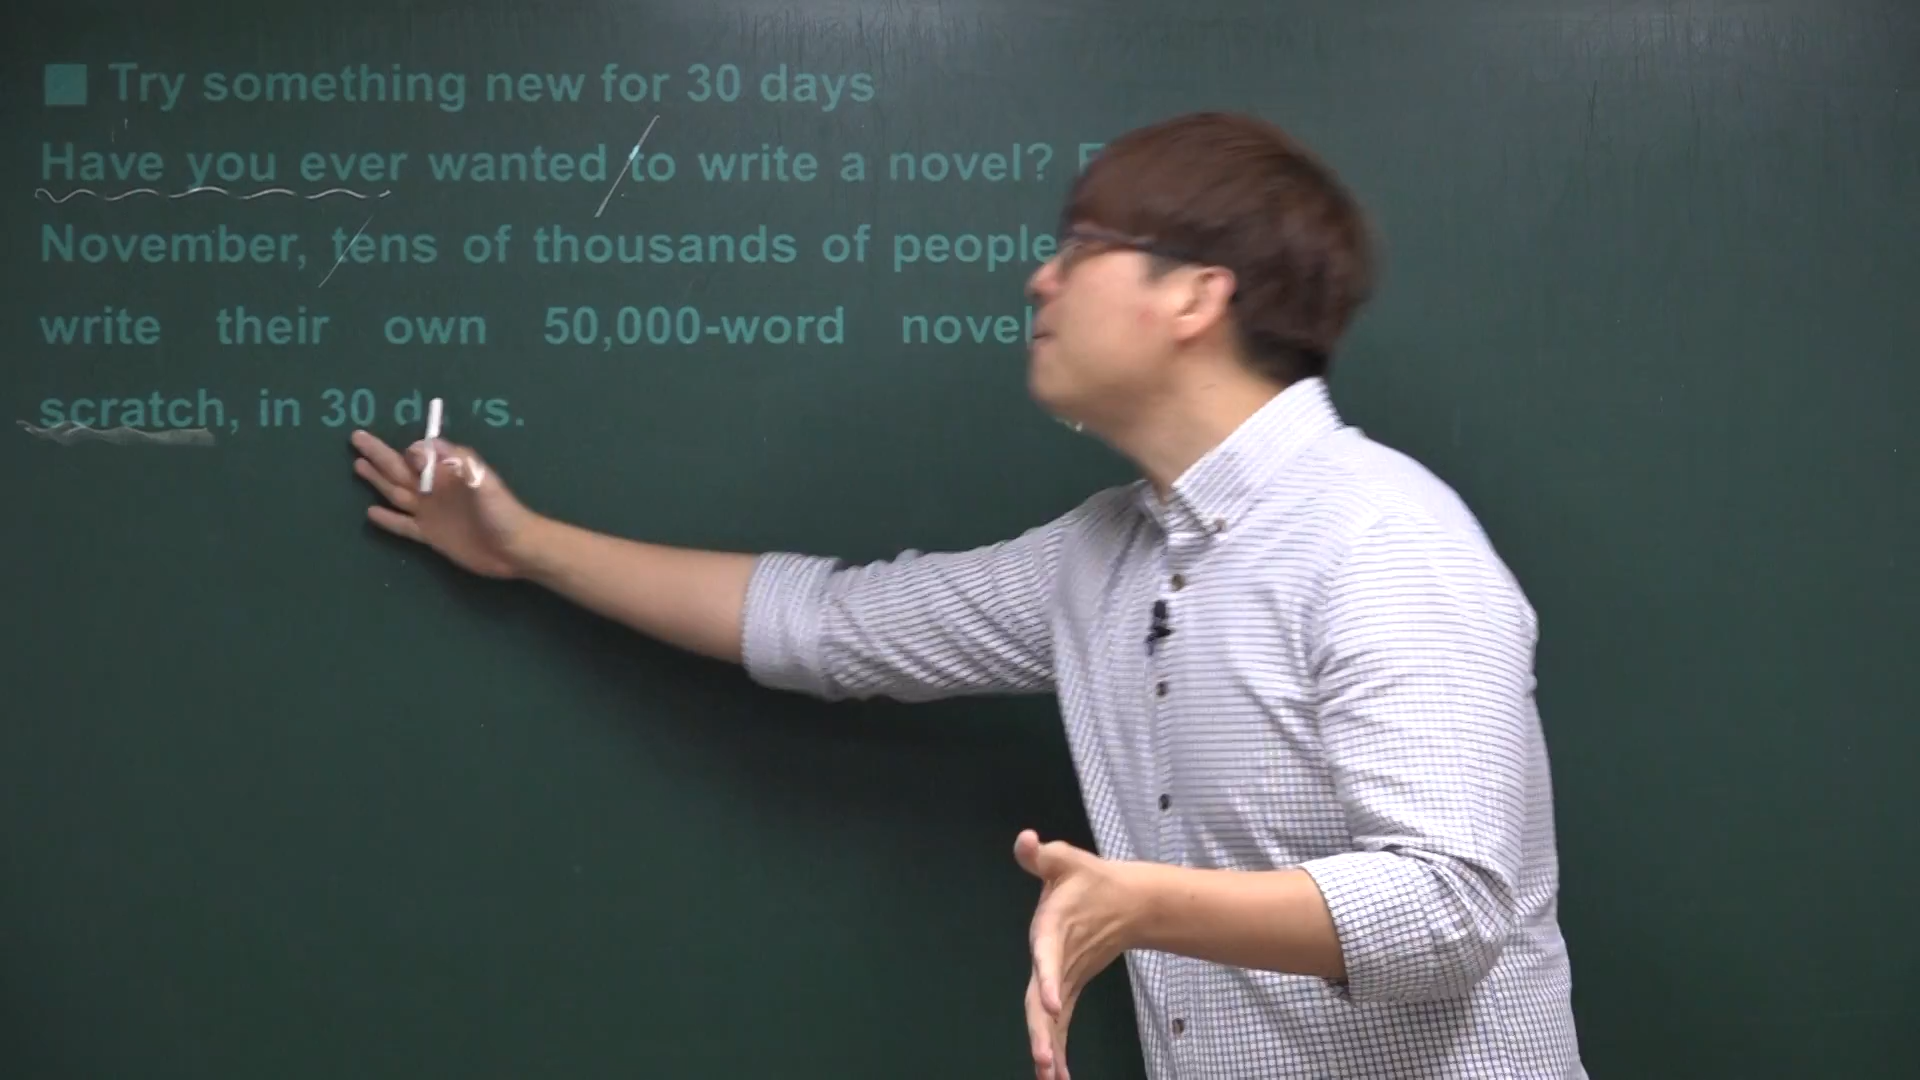 Try something new for 30 days
Have you ever wanted to write a novel?
November, tens of thousands of people
write their own 50,000-word novel
scratch, in 30 days.